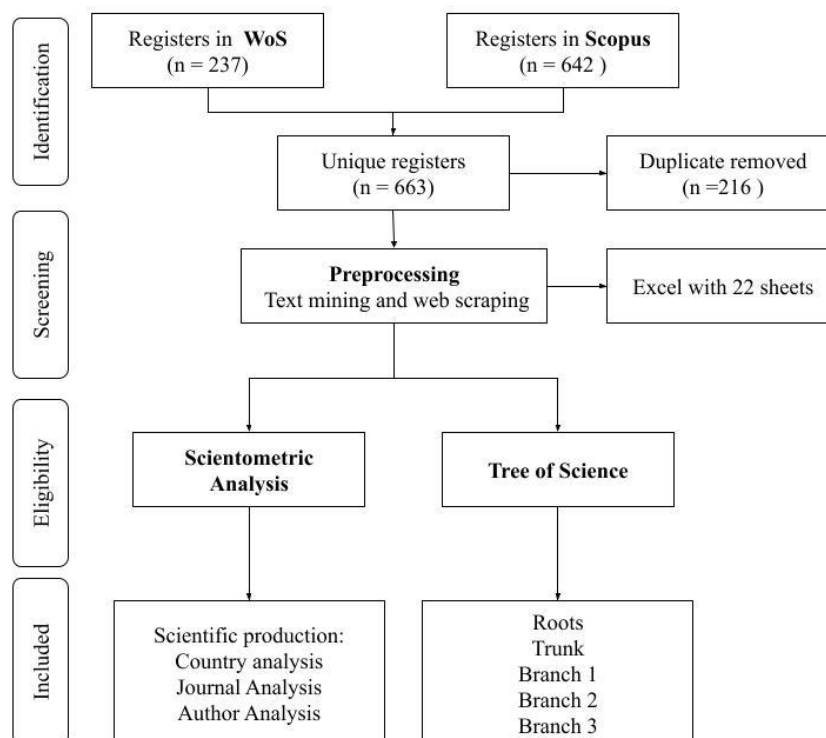 Identification
Registers in WoS
(n = 237)
Registers in Scopus
(n = 642 )
Unique registers
(n = 663)
Duplicate removed
(n =216 )
Screening
Preprocessing
Text mining and web scraping
Excel with 22 sheets
Eligibility
Scientometric
Analysis
Tree of Science
Included
Scientific production:
Country analysis
Journal Analysis
Author Analysis
Roots
Trunk
Branch 1
Branch 2
Branch 3